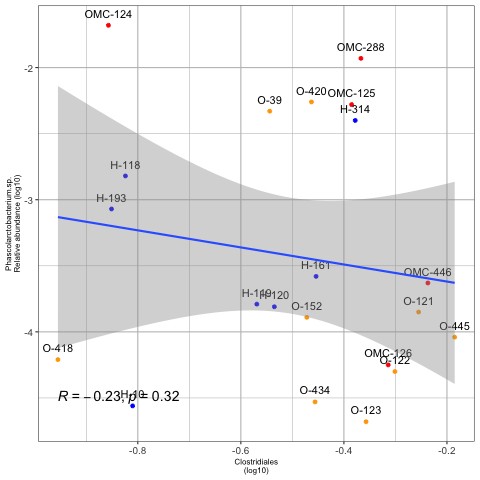 OMC-124
OMC-288
O-420
OMC-125
O-39
H-314
H-118
H-193
H-161
OMC-446
H-119
H-120
O-152
O-121
O-445
O-418
OMC-126
O-122
R = −0.23, p = 0.32
H-10
O-434
O-123
-2
-3
-4
-0.8
-0.6
-0.4
-0.2
Clostridiales
(log10)
Phascolarctobacterium.sp.
Relative abundance (log10)